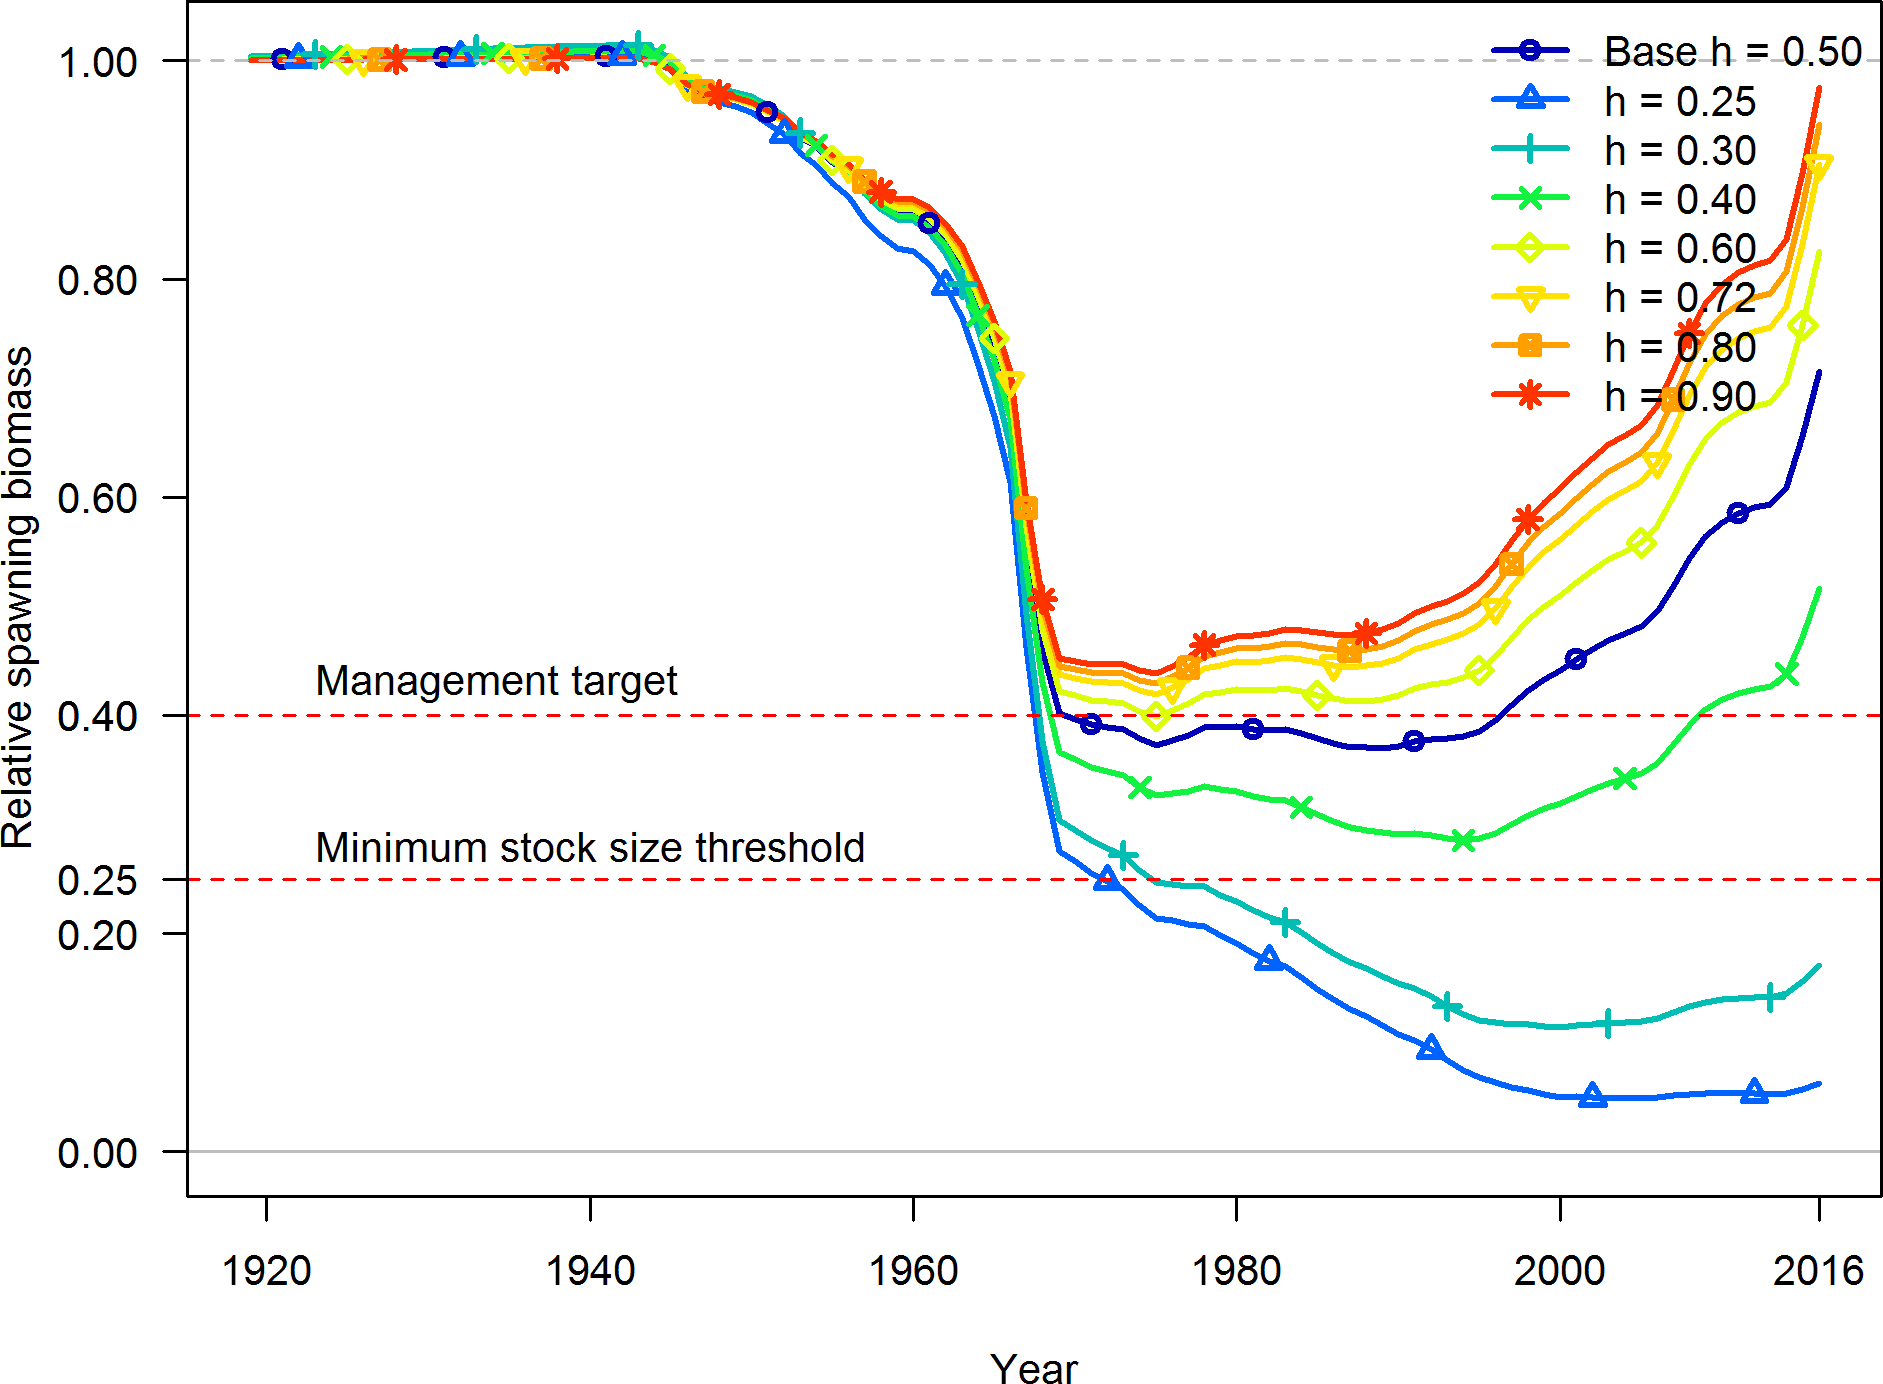 Base h = 0.50
h = 0.25
h = 0.30
h = 0.40
h = 0.60
h = 0.72
h = 0.80
h = 0.90
Relative spawning biomass
1.00
0.80
0.60
0.40
0.25
0.20
0.00
Management target
Minimum stock size threshold
1920 1940 1960 1980 2000 2016
Year